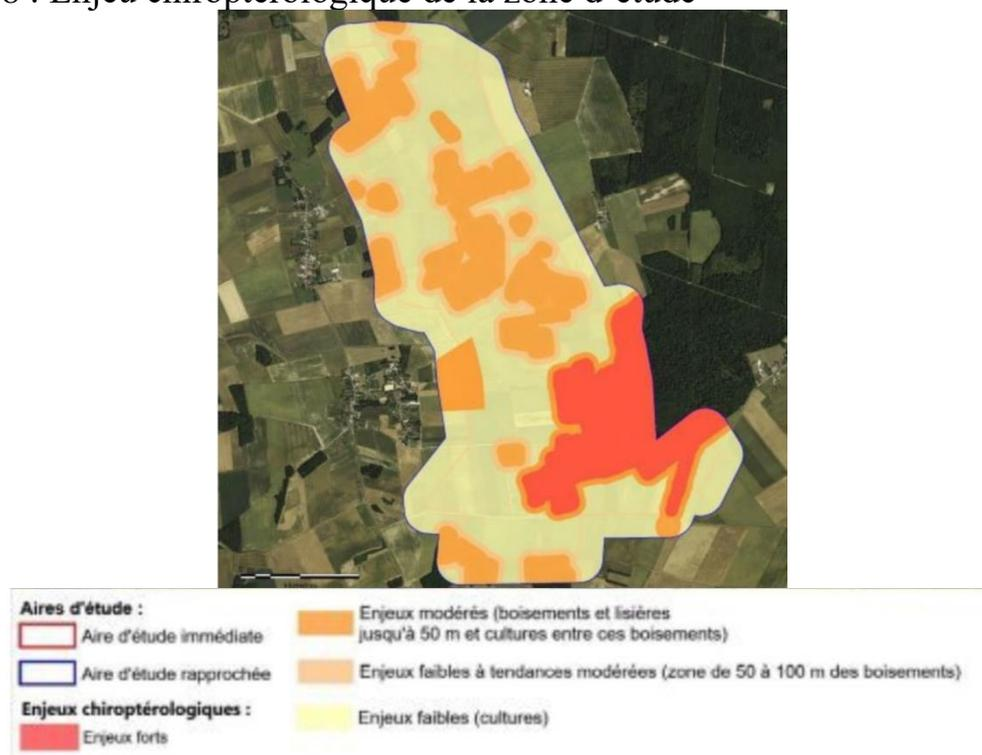 8 : Enjeu chiroptérologique de la zone d'étude
Aires d'étude :
Aire d'étude immédiate
Aire d'étude rapprochée
Enjeux chiroptérologiques :
Enjeux forts
Enjeux modérés (boisements et lisières
jusqu'à 50 m et cultures entre ces boisements)
Enjeux faibles à tendances modérées (zone de 50 à 100 m des boisements)
Enjeux faibles (cultures)